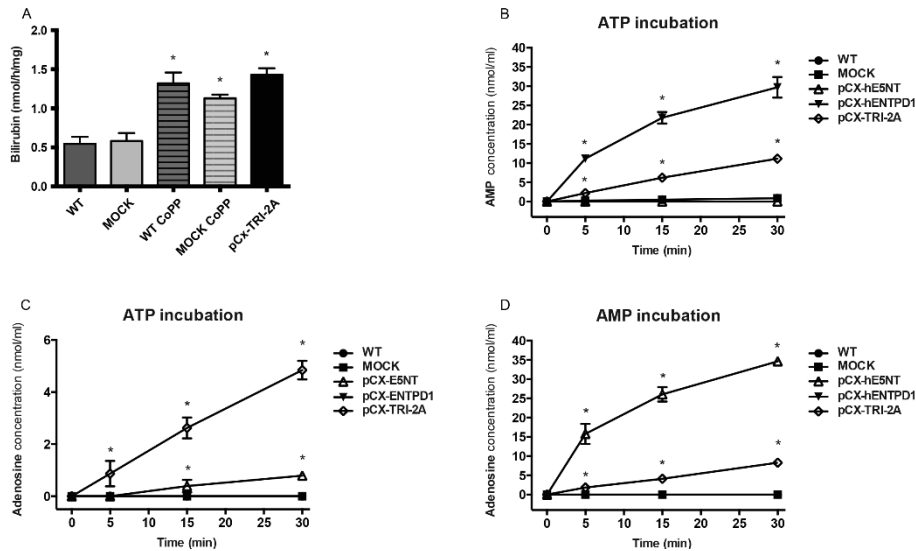 A
Bilirubin (nmol/h/mg)
2.0
1.5
1.0
0.5
0.0
* * *
WT
MOCK
WT CoPP
MOCK CoPP
pCx-TRI-2A
B
ATP incubation
AMP concentration (nmol/ml)
40
35
30
25
20
15
10
5
0
* * *
* * *
0 5 10 15 20 25 30
Time (min)
WT
MOCK
pCX-hE5NT
pCX-hENTPD1
pCX-TRI-2A
C
ATP incubation
Adenosine concentration (nmol/ml)
6
4
2
0
* * *
* *
0 5 10 15 20 25 30
Time (min)
WT
MOCK
pCX-E5NT
pCX-ENTPD1
pCX-TRI-2A
D
AMP incubation
Adenosine concentration (nmol/ml)
40
35
30
25
20
15
10
5
0
* * *
* * *
0 5 10 15 20 25 30
Time (min)
WT
MOCK
pCX-hE5NT
pCX-hENTPD1
pCX-TRI-2A